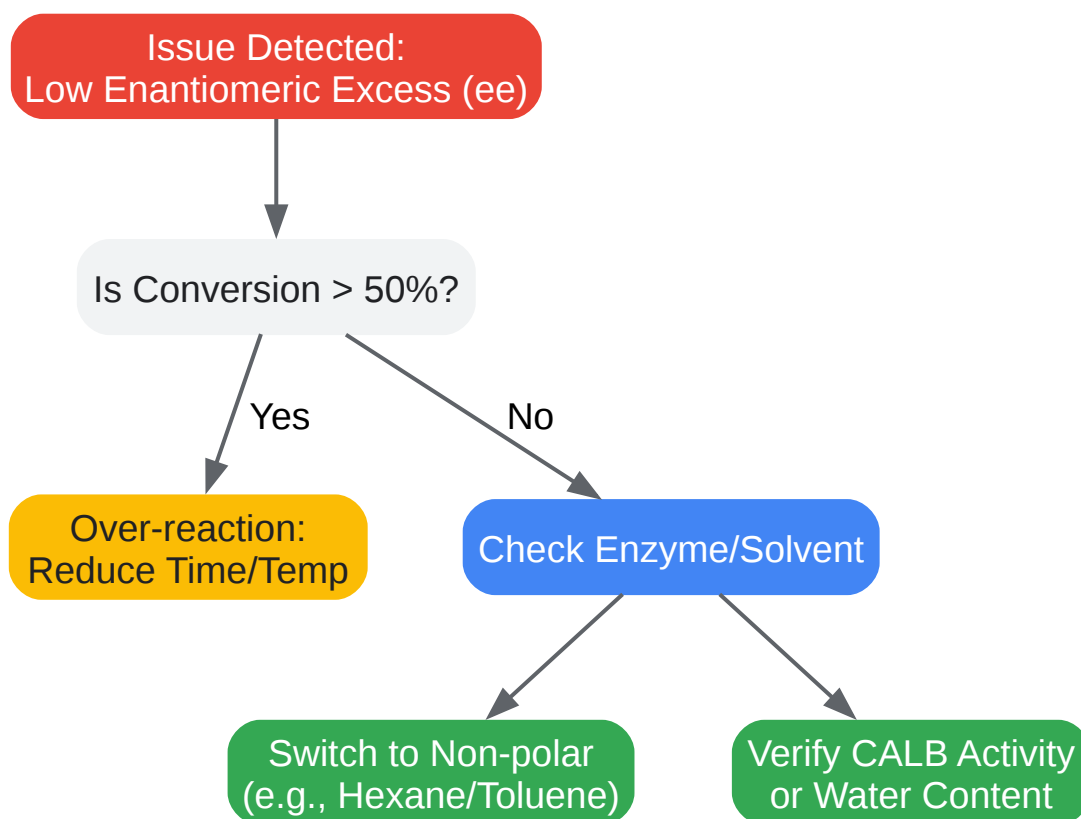 Issue Detected:
Low Enantiomeric Excess (ee)
Is Conversion > 50%?
Yes
No
Over-reaction:
Reduce Time/Temp
Check Enzyme/Solvent
Switch to Non-polar
(e.g., Hexane/Toluene)
Verify CALB Activity
or Water Content